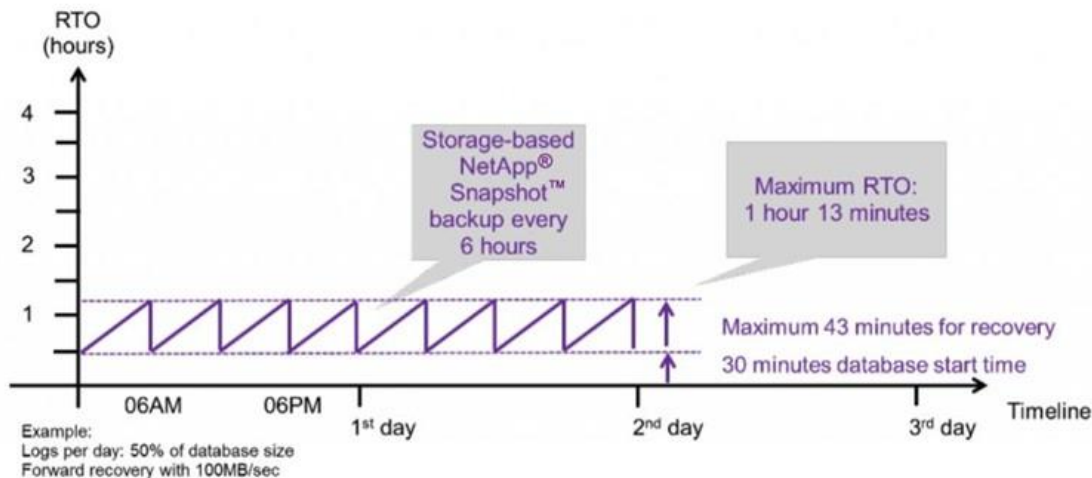 RTO
(hours)
4
3
2
1
Storage-based
NetApp®
Snapshot™
backup every
6 hours
Maximum RTO:
1 hour 13 minutes
Maximum 43 minutes for recovery
30 minutes database start time
06AM
06PM
1st day
2nd day
3rd day
Timeline
Example:
Logs per day: 50% of database size
Forward recovery with 100MB/sec